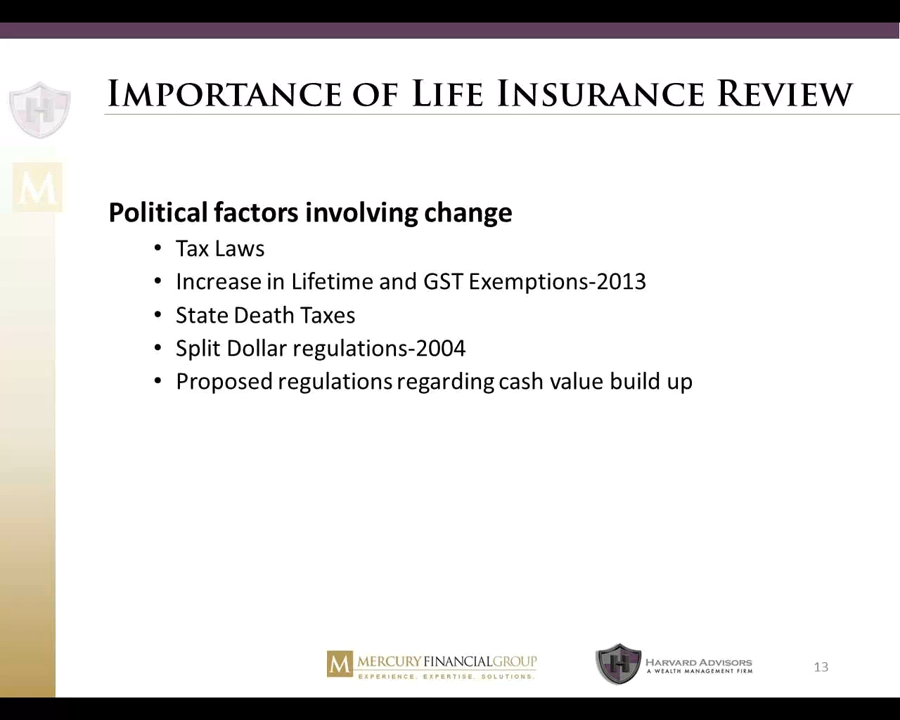 IMPORTANCE OF LIFE INSURANCE REVIEW
H
M
Political factors involving change
• Tax Laws
• Increase in Lifetime and GST Exemptions-2013
• State Death Taxes
• Split Dollar regulations-2004
• Proposed regulations regarding cash value build up
M MERCURY FINANCIAL GROUP
EXPERIENCE. EXPERTISE. SOLUTIONS.
H HARVARD ADVISORS
A WEALTH MANAGEMENT FIRM
13